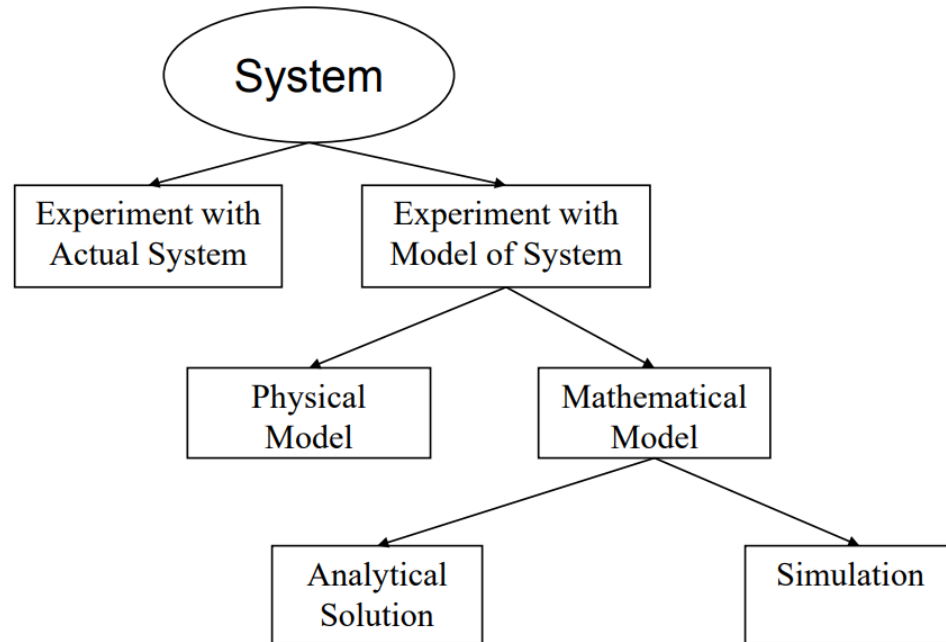 System
Experiment with
Actual System
Experiment with
Model of System
Physical
Model
Mathematical
Model
Analytical
Solution
Simulation